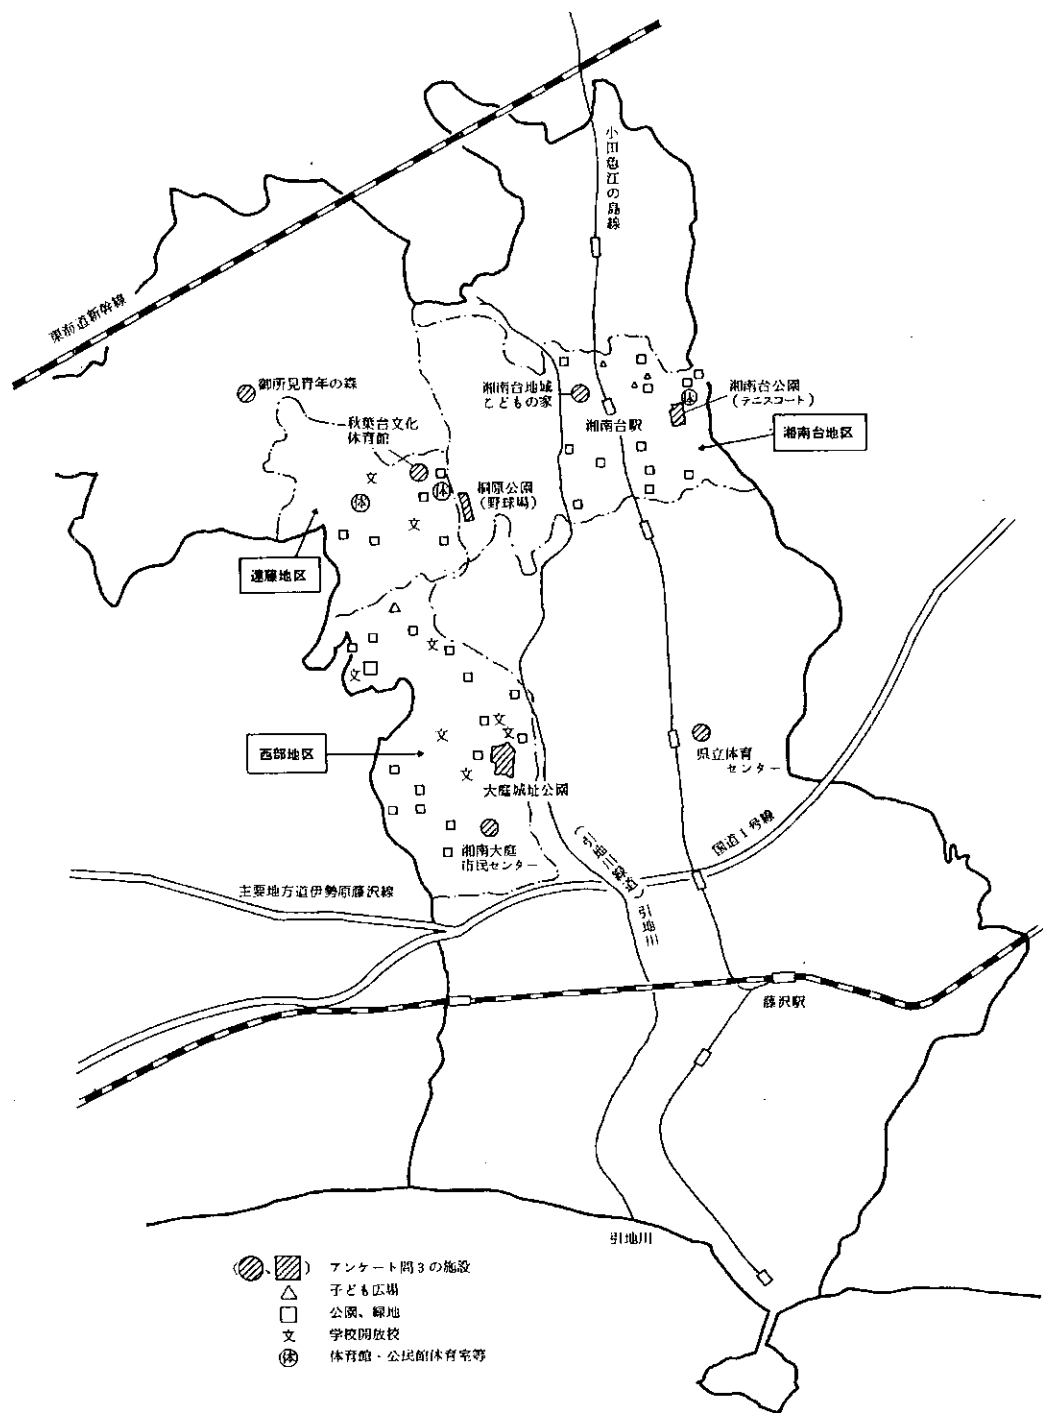 小田急江の島線
東海道新幹線
御所見青年の森
湘南台地域
こどもの家
湘南台公園
(テニスコート)
秋葉台文化
体育館
湘南台駅
湘南台地区
文
体
体
体
桐原公園
(野球場)
文
遠藤地区
文
文
文
文
文
西部地区
文
文
大庭城址公園
県立体育
センター
湘南大庭
市民センター
国道1号線
主要地方道伊勢原藤沢線
(引地川緑道)
引地川
藤沢駅
引地川
( 、 ) アンケート問3の施設
子ども広場
公園、緑地
文 学校開放校
体 体育館・公民館体育室等